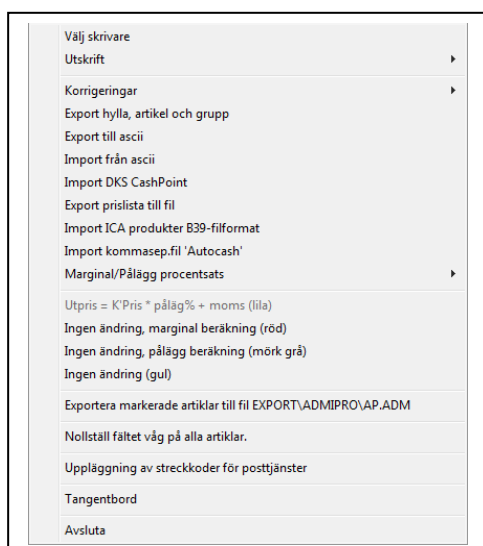 Välj skrivare
Utskrift
Korrigeringar
Export hylla, artikel och grupp
Export till ascii
Import från ascii
Import DKS CashPoint
Export prislista till fil
Import ICA produkter B39-filformat
Import kommasep.fil 'Autocash'
Marginal/Pålägg procentsats
Utpris = K'Pris * påläg% + moms (lila)
Ingen ändring, marginal beräkning (röd)
Ingen ändring, pålägg beräkning (mörk grå)
Ingen ändring (gul)
Exportera markerade artiklar till fil EXPORT\ADMIPRO\AP.ADM
Nollställ fältet våg på alla artiklar.
Uppläggning av streckkoder för posttjänster
Tangentbord
Avsluta